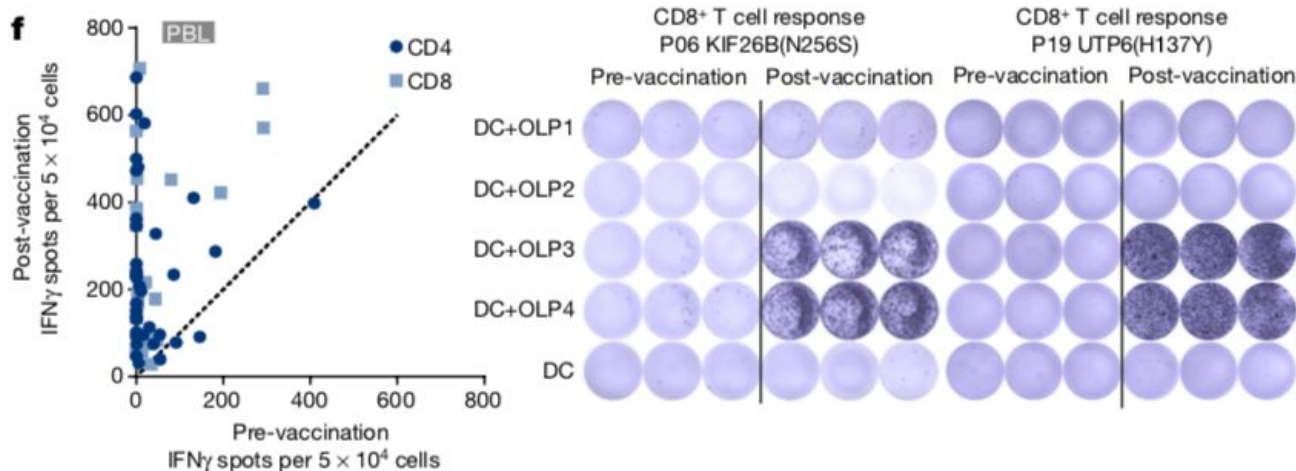 f
PBL
CD4
CD8
800
600
400
200
0
Post-vaccination
IFNγ spots per 5 × 10⁴ cells
0 200 400 600 800
Pre-vaccination
IFNγ spots per 5 × 10⁴ cells
CD8⁺ T cell response
P06 KIF26B(N256S)
Pre-vaccination Post-vaccination
CD8⁺ T cell response
P19 UTP6(H137Y)
Pre-vaccination Post-vaccination
DC+OLP1
DC+OLP2
DC+OLP3
DC+OLP4
DC